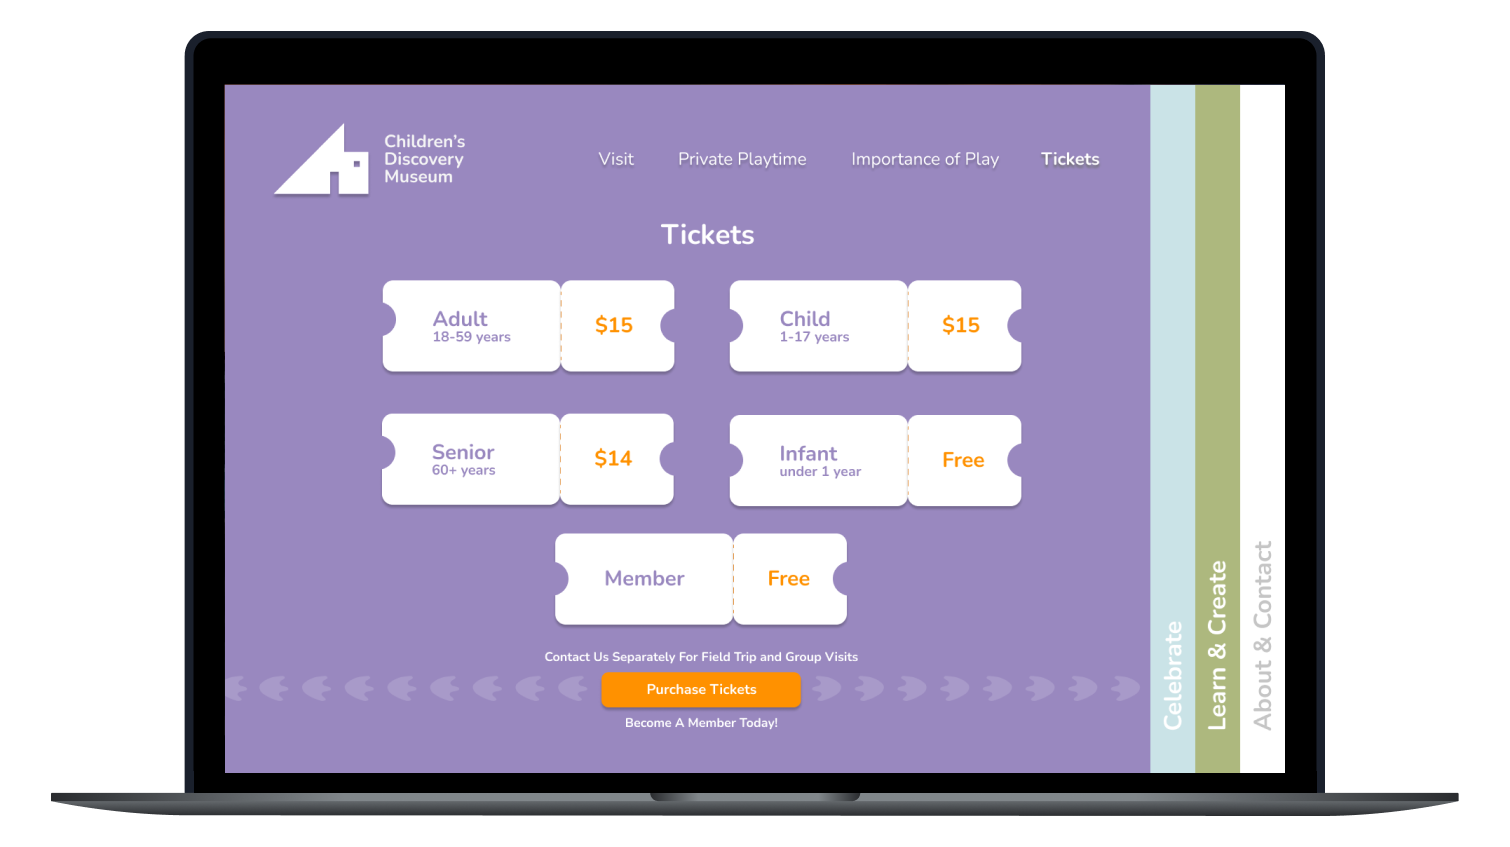 Children's
Discovery
Museum
Visit
Private Playtime
Importance of Play
Tickets
Tickets
Adult
18-59 years
$15
Child
1-17 years
$15
Senior
60+ years
$14
Infant
under 1 year
Free
Member
Free
Contact Us Separately For Field Trip and Group Visits
Purchase Tickets
Become A Member Today!
Celebrate
Learn & Create
About & Contact